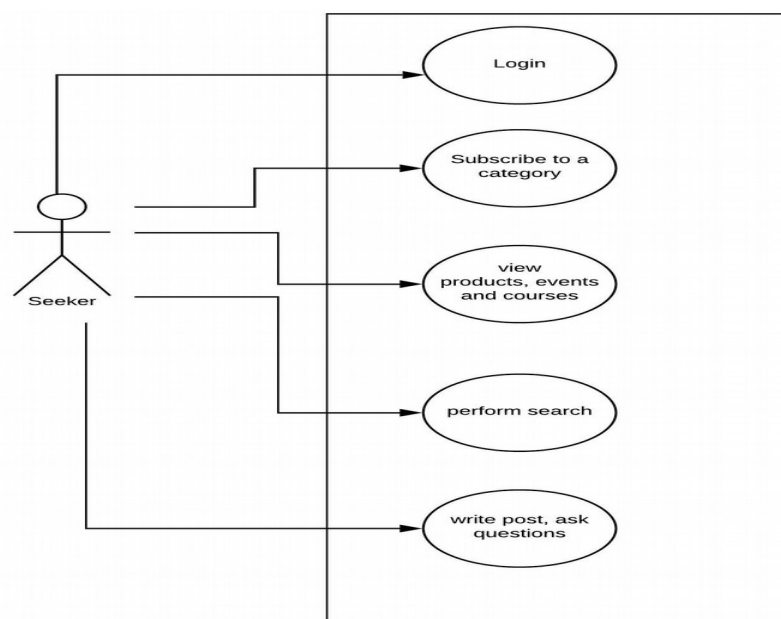 Login
Subscribe to a
category
view
products, events
and courses
Seeker
perform search
write post, ask
questions